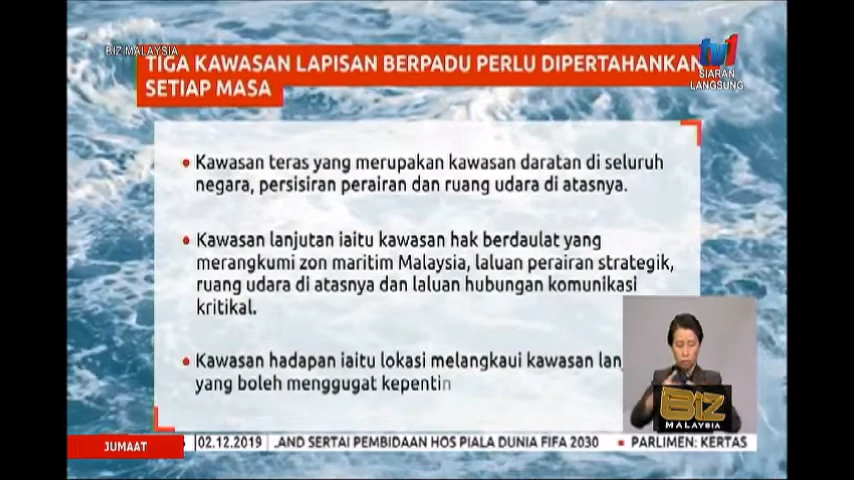 BIZ MALAYSIA
TIGA KAWASAN LAPISAN BERPADU PERLU DIPERTAHANKAN
SETIAP MASA
tv1
SIARAN
LANGSUNG
Kawasan teras yang merupakan kawasan daratan di seluruh
negara, persisiran perairan dan ruang udara di atasnya.
Kawasan lanjutan iaitu kawasan hak berdaulat yang
merangkumi zon maritim Malaysia, laluan perairan strategik,
ruang udara di atasnya dan laluan hubungan komunikasi
kritikal.
Kawasan hadapan iaitu lokasi melangkaui kawasan
yang boleh menggugat
BIZ
MALAYSIA
JUMAAT
02.12.2019
SERTAI PEMBIDAAN HOS PIALA DUNIA FIFA 2030
PARLIMEN: KERTAS